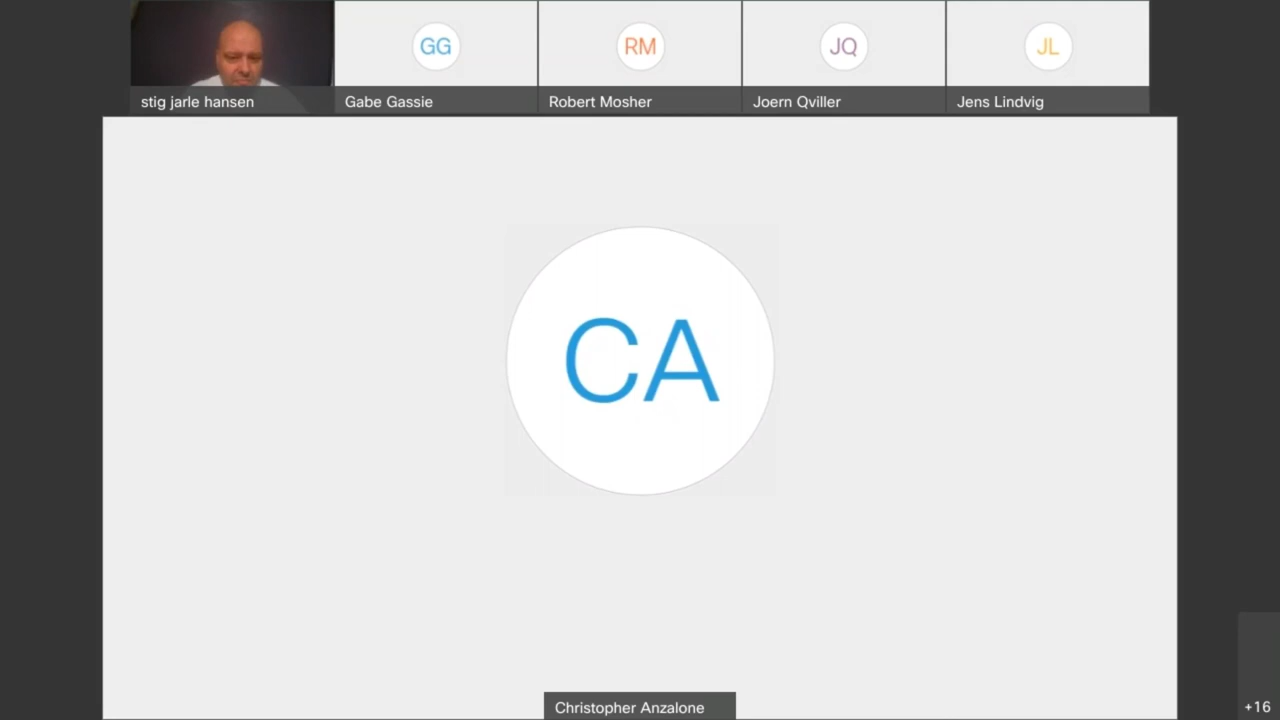 GG
RM
JQ
JL
stig jarle hansen
Gabe Gassie
Robert Mosher
Joern Qviller
Jens Lindvig
CA
Christopher Anzalone
+16